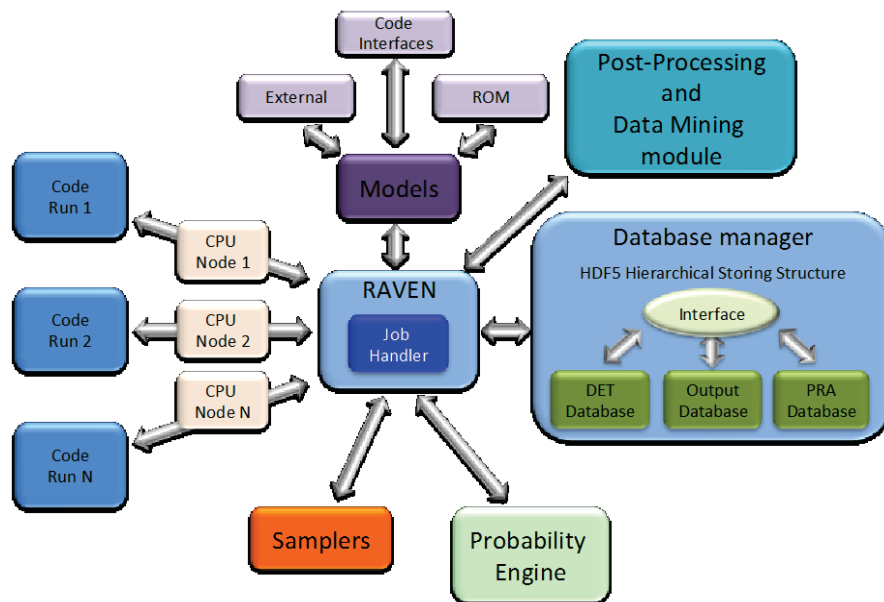 Code
Interfaces
External
ROM
Models
Post-Processing
and
Data Mining
module
Code
Run 1
CPU
Node 1
Code
Run 2
CPU
Node 2
Code
Run N
CPU
Node N
RAVEN
Job
Handler
Database manager
HDF5 Hierarchical Storing Structure
Interface
DET
Database
Output
Database
PRA
Database
Samplers
Probability
Engine